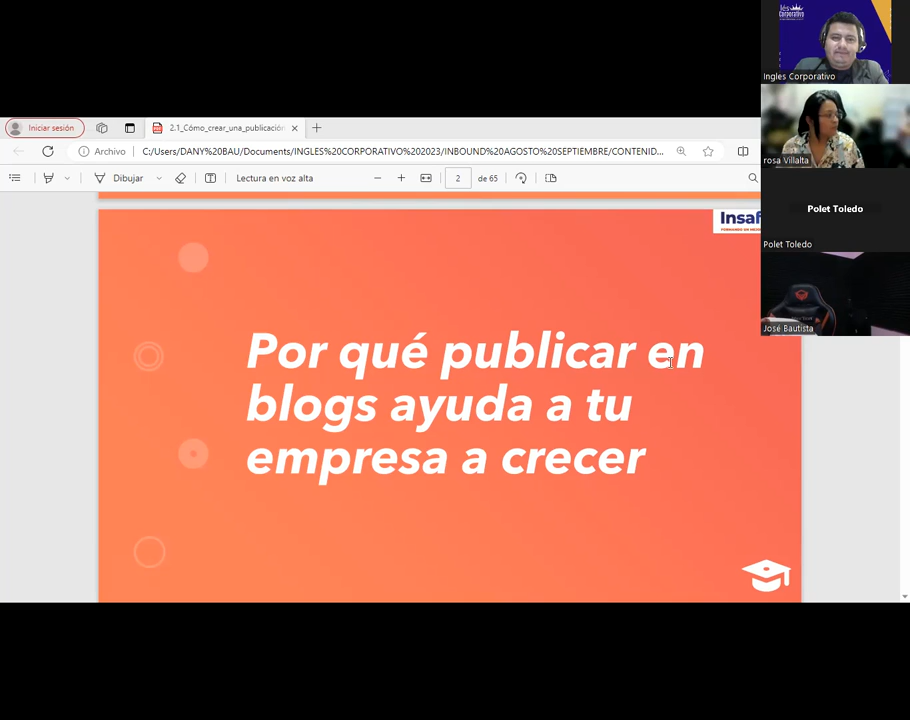 Iniciar sesión
2.1_Cómo_crear_una_publicación
Archivo
C:/Users/DANY%20BAU/Documents/INGLES%20CORPORATIVO%202023/INBOUND%20AGOSTO%20SEPTIEMBRE/CONTENID...
Dibujar
Lectura en voz alta
2
de 65
Insaf
Por qué publicar en
blogs ayuda a tu
empresa a crecer
Corporativo
Ingles Corporativo
rosa Villalta
Polet Toledo
Polet Toledo
José Bautista